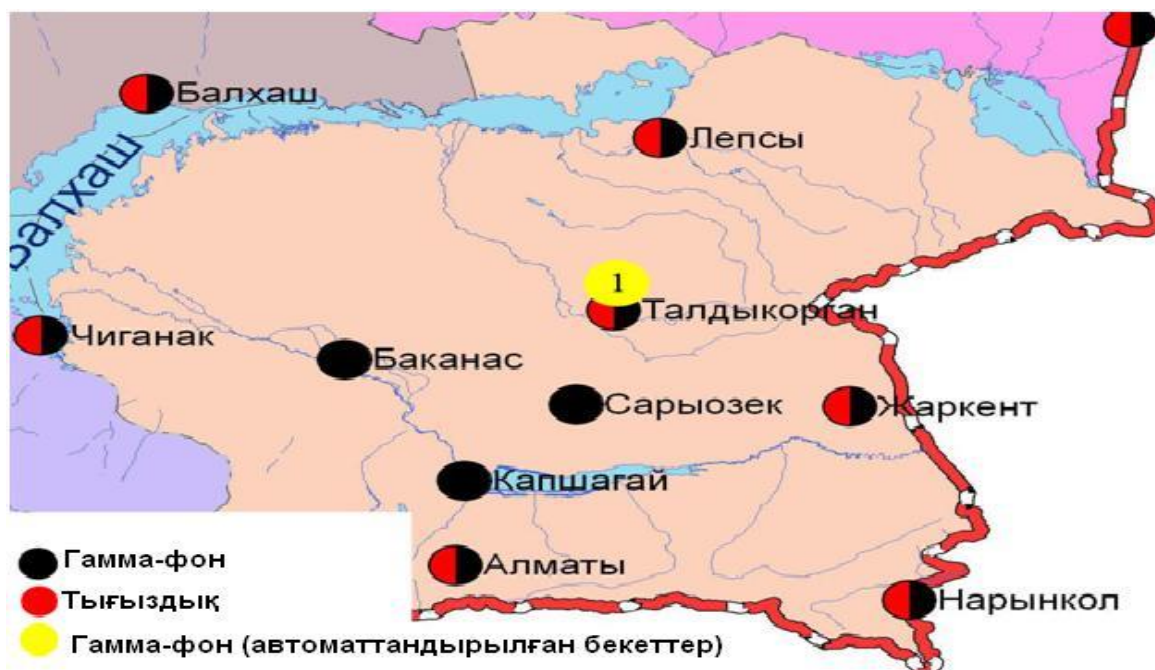 Балхаш
Лепсы
Балхаш
1
Талдыкорган
Чиганак
Баканас
Сарыозек
Жаркент
Капшагай
Алматы
Нарынкол
Гамма-фон
Тығыздық
Гамма-фон (автоматтандырылған бекеттер)